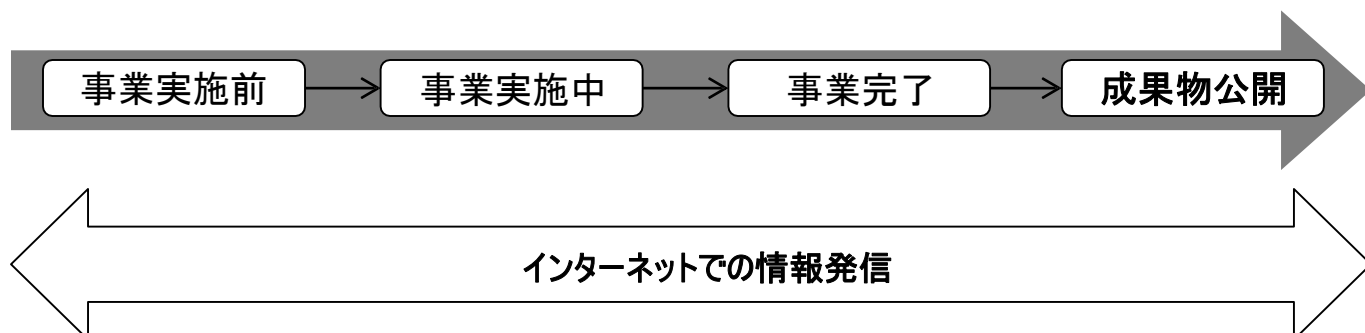 事業実施前
事業実施中
事業完了
成果物公開
インターネットでの情報発信